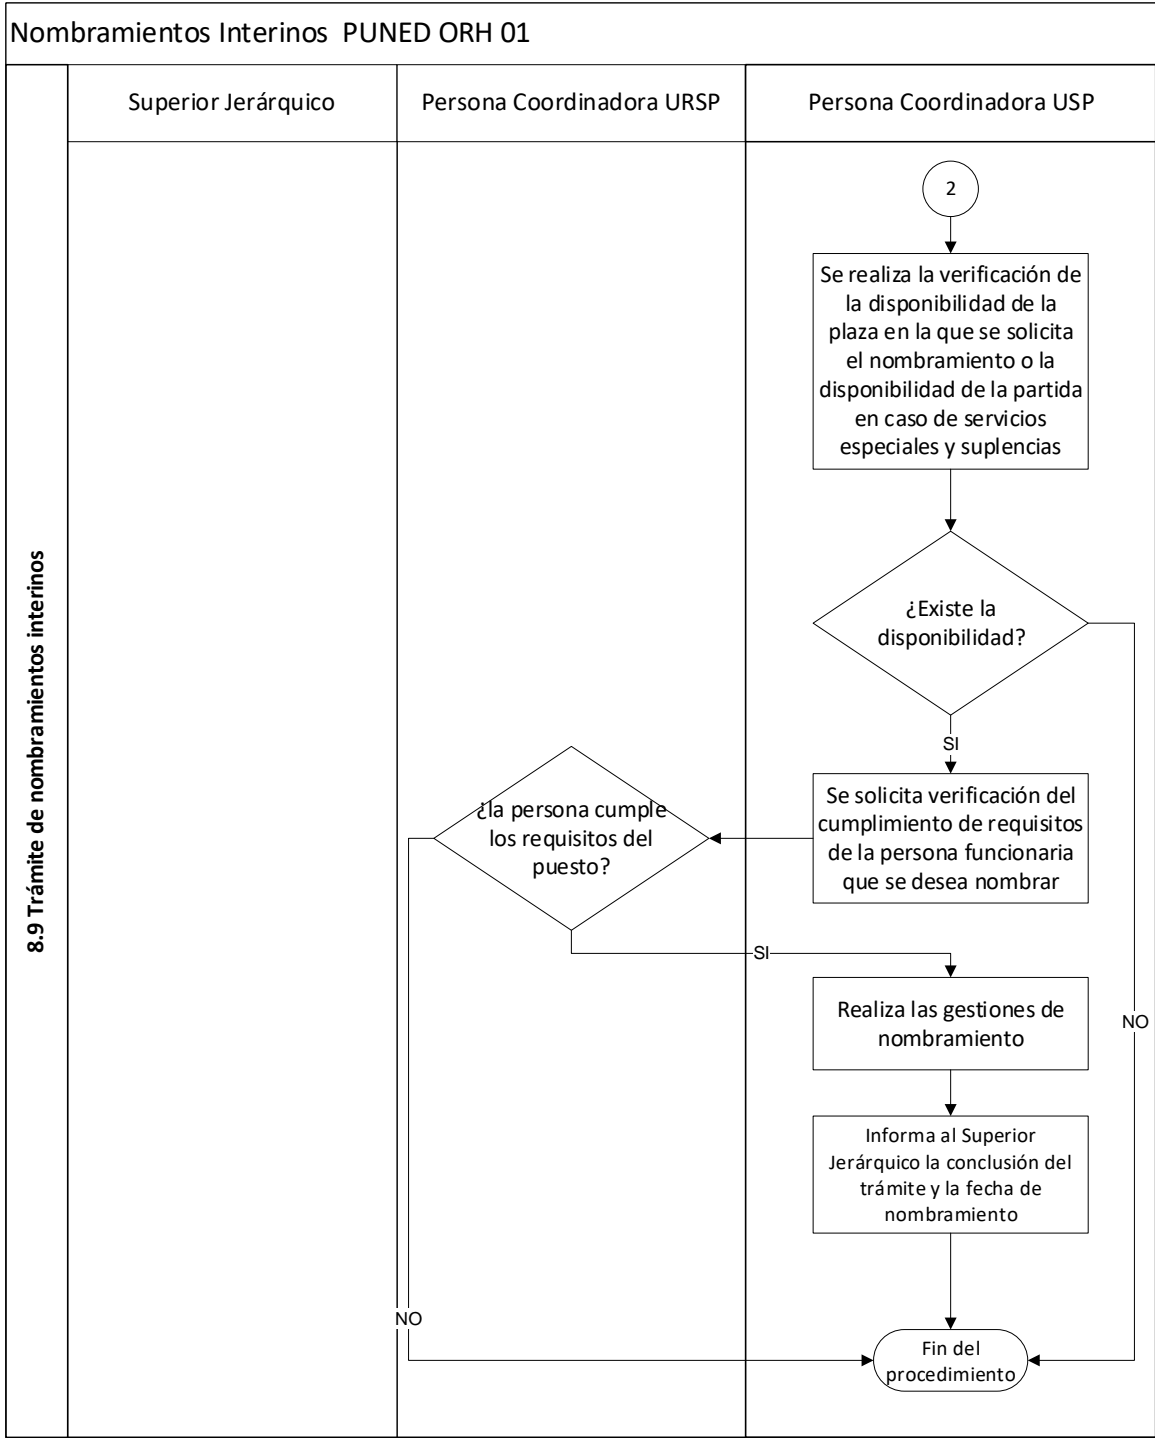 Nombramientos Interinos  PUNED ORH 01
8.9 Trámite de nombramientos interinos
Superior Jerárquico
Persona Coordinadora URSP
Persona Coordinadora USP
2
Se realiza la verificación de
la disponibilidad de la
plaza en la que se solicita
el nombramiento o la
disponibilidad de la partida
en caso de servicios
especiales y suplencias
¿Existe la
disponibilidad?
SI
Se solicita verificación del
cumplimiento de requisitos
de la persona funcionaria
que se desea nombrar
¿la persona cumple
los requisitos del
puesto?
SI
Realiza las gestiones de
nombramiento
NO
Informa al Superior
Jerárquico la conclusión del
trámite y la fecha de
nombramiento
NO
Fin del
procedimiento